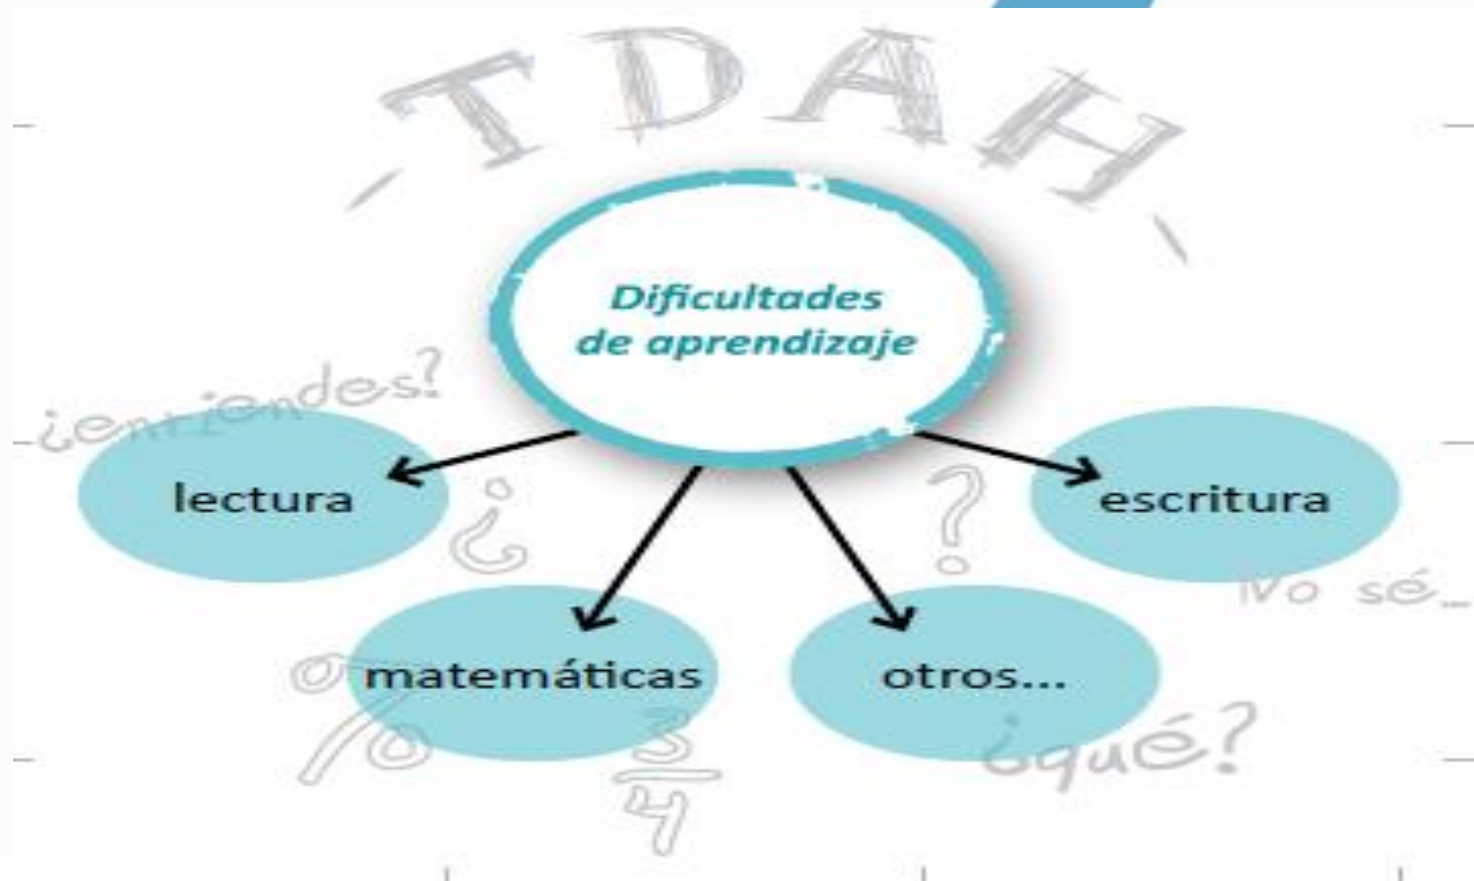 - TDAH -
Dificultades
de aprendizaje
¿entiendes?
lectura
escritura
¿ ?
No sé...
matemáticas
otros...
%
3/4
¿qué?